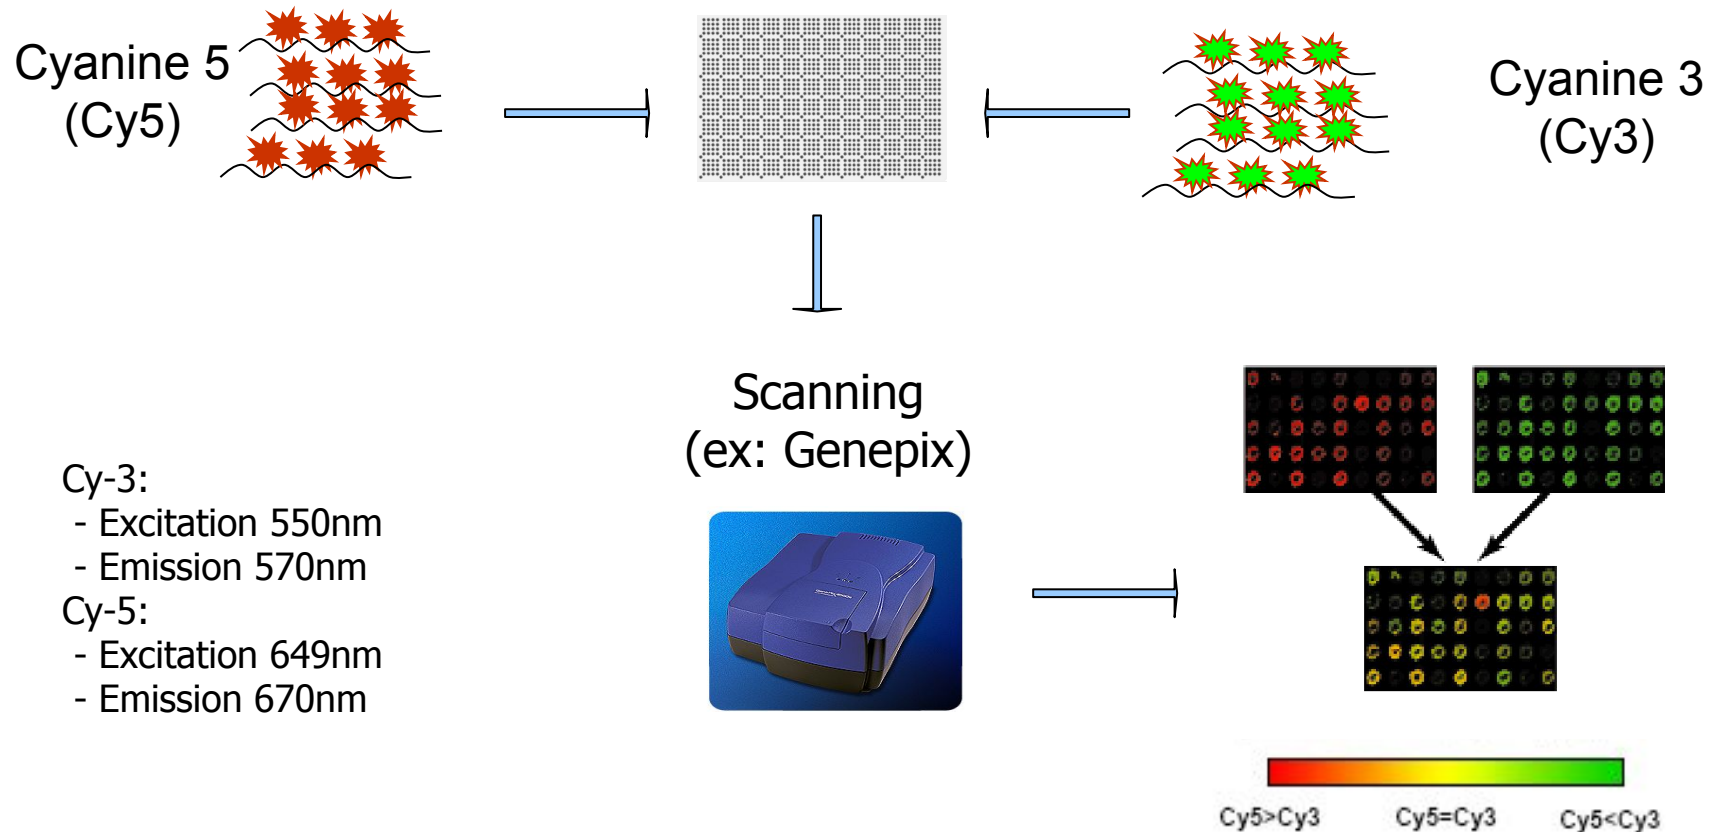 Cyanine 5
(Cy5)
Cyanine 3
(Cy3)
Scanning
(ex: Genepix)
Cy-3:
- Excitation 550nm
- Emission 570nm
Cy-5:
- Excitation 649nm
- Emission 670nm
Cy5>Cy3
Cy5=Cy3
Cy5<Cy3